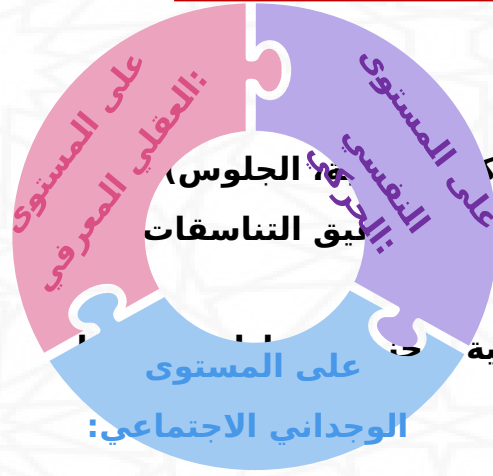 على المستوى
النفسي
الحركي:
على المستوى
العقلي المعرفي:
، الجلوس)
التناسقات
على المستوى
الوجداني الاجتماعي: